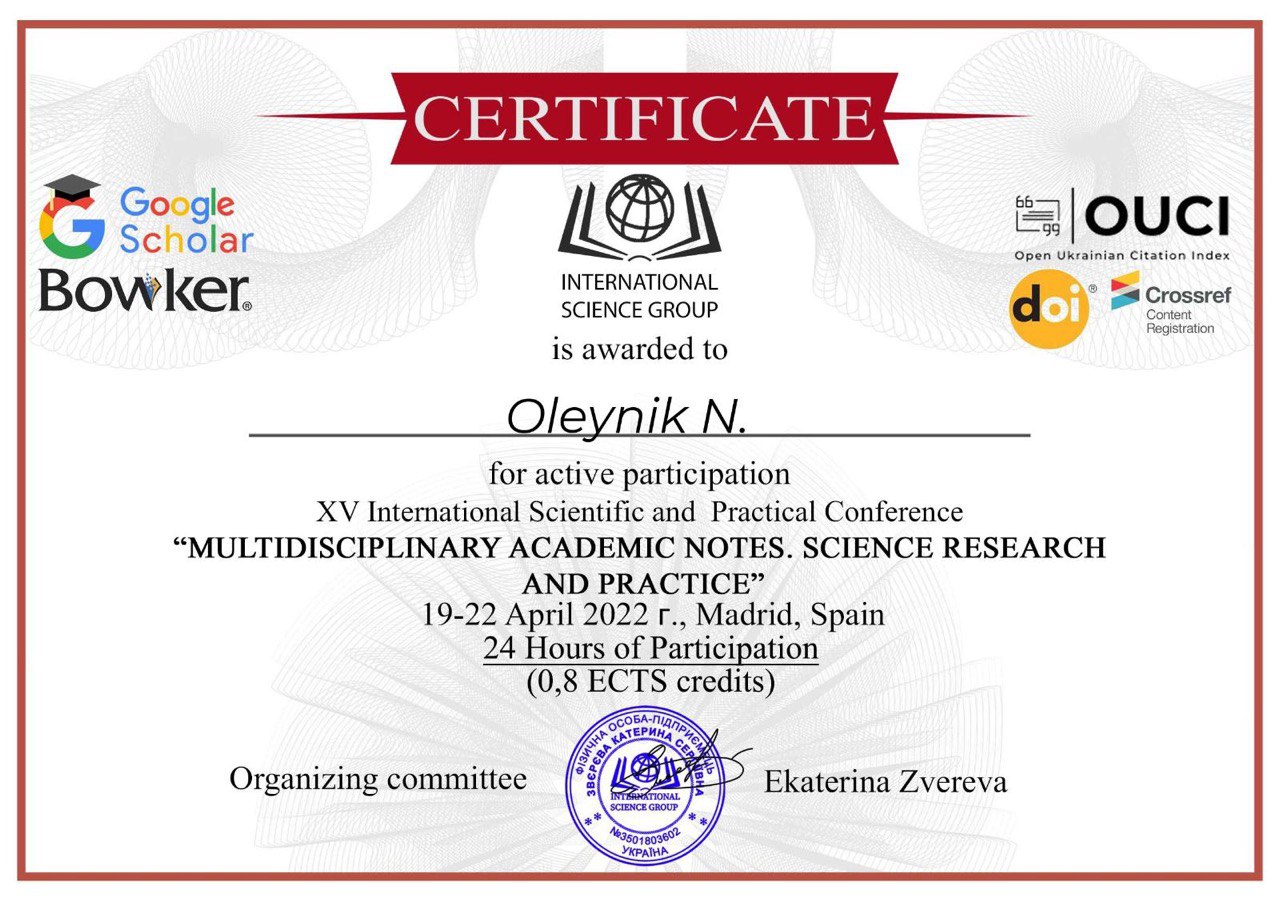 CERTIFICATE
Google
Scholar
Bowker®
INTERNATIONAL
SCIENCE GROUP
OUCI
Open Ukrainian Citation Index
doi®
Crossref
Content
Registration
is awarded to
Oleynik N.
for active participation
XV International Scientific and Practical Conference
“MULTIDISCIPLINARY ACADEMIC NOTES. SCIENCE RESEARCH
AND PRACTICE”
19-22 April 2022 г., Madrid, Spain
24 Hours of Participation
(0,8 ECTS credits)
Organizing committee
ФІЗИЧНА ОСОБА-ПІДПРИЄМЕЦЬ
ЗВЄРЄВА КАТЕРИНА СЕРГІЇВНА
INTERNATIONAL
SCIENCE GROUP
№3501803602
УКРАЇНА
Ekaterina Zvereva